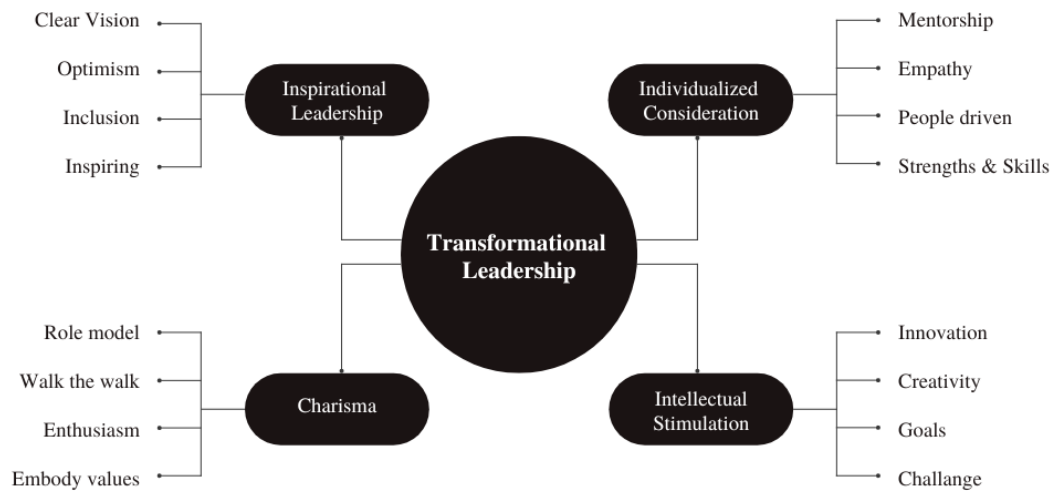 Clear Vision
Optimism
Inclusion
Inspiring
Inspirational
Leadership
Individualized
Consideration
Mentorship
Empathy
People driven
Strengths & Skills
Transformational
Leadership
Role model
Walk the walk
Enthusiasm
Embody values
Charisma
Intellectual
Stimulation
Innovation
Creativity
Goals
Challange